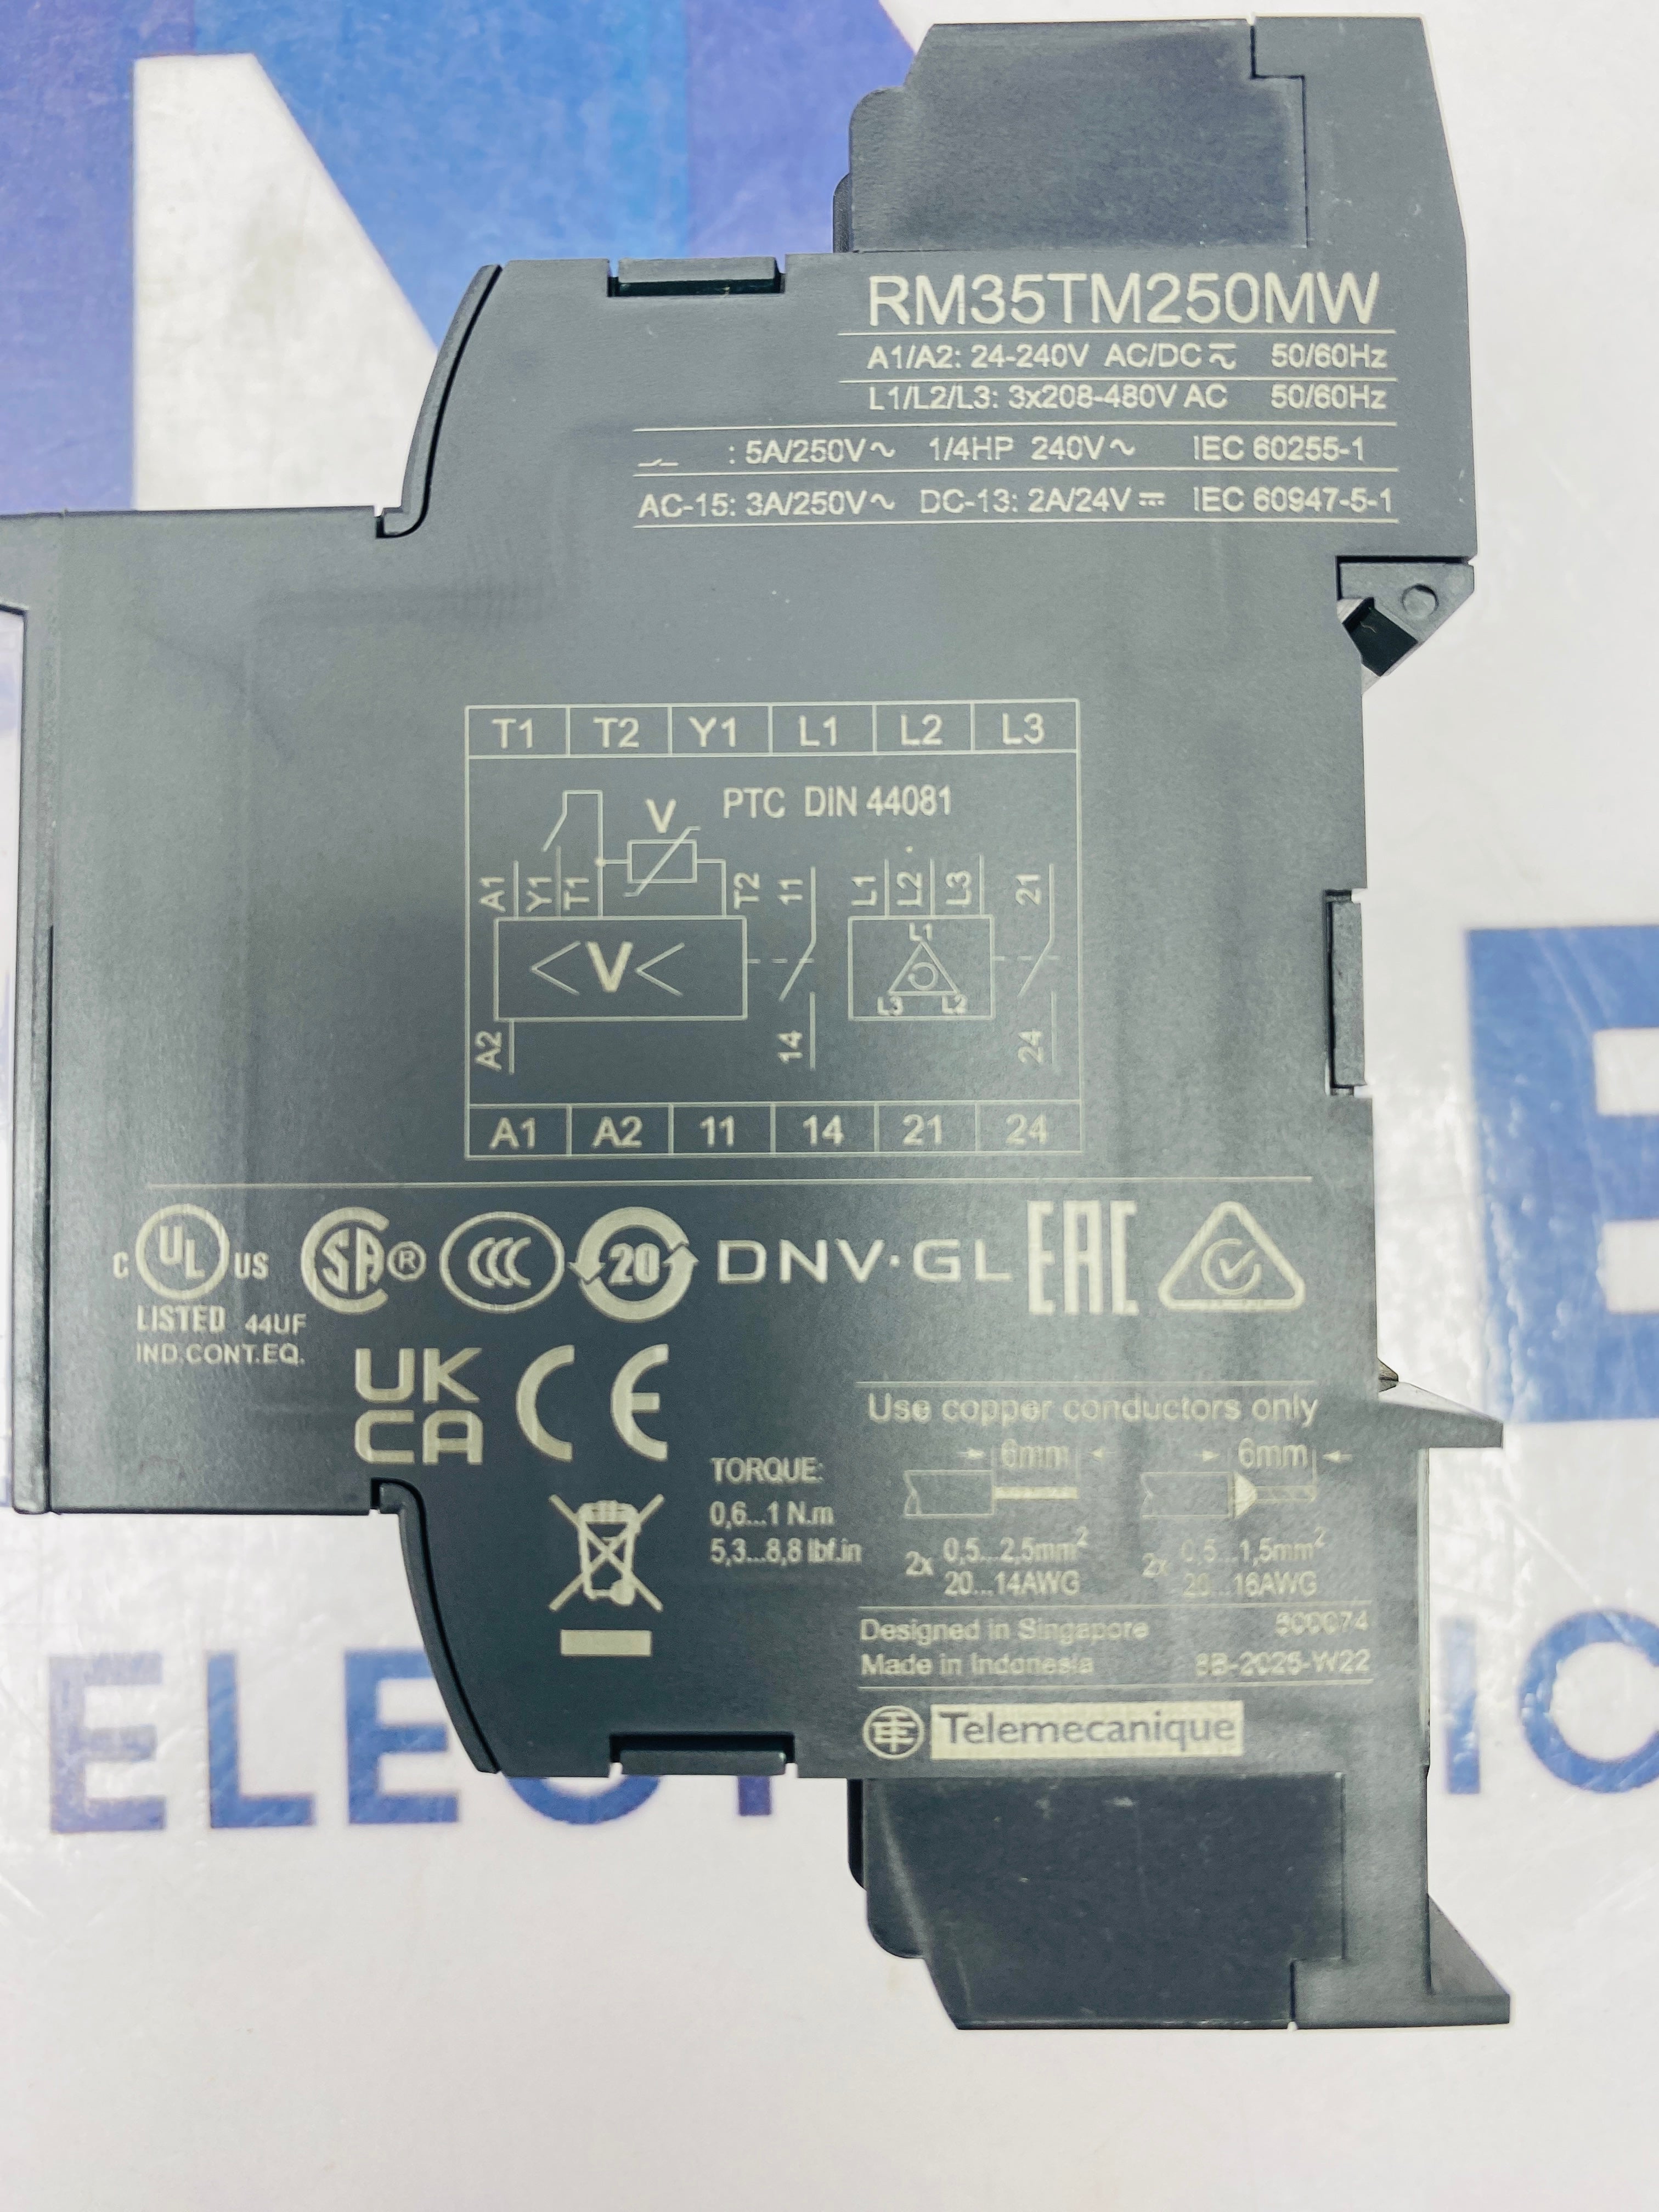 RM35TM250MW
A1/A2: 24-240V AC/DC 50/60Hz
L1/L2/L3: 3x208-480V AC 50/60Hz
: 5A/250V~ 1/4HP 240V~ IEC 60255-1
AC-15: 3A/250V~ DC-13: 2A/24V⎓ IEC 60947-5-1
T1 T2 Y1 L1 L2 L3
V PTC DIN 44081
A1 Y1 T1 T2 11 L1 L2 L3 21
<V<
L1
L3 L2
A2 14 24
A1 A2 11 14 21 24
C UL US SA® CCC 20 DNV·GL EAC
LISTED 44UF
IND.CONT.EQ.
UK
CA
CE
Use copper conductors only
6mm 6mm
TORQUE:
0,6...1 N.m
5,3...8,8 lbf.in
2x 0,5...2,5mm²
20...14AWG
2x 0,5...1,5mm²
20...16AWG
Designed in Singapore
Made in Indonesia W22
Telemecanique
ELECT